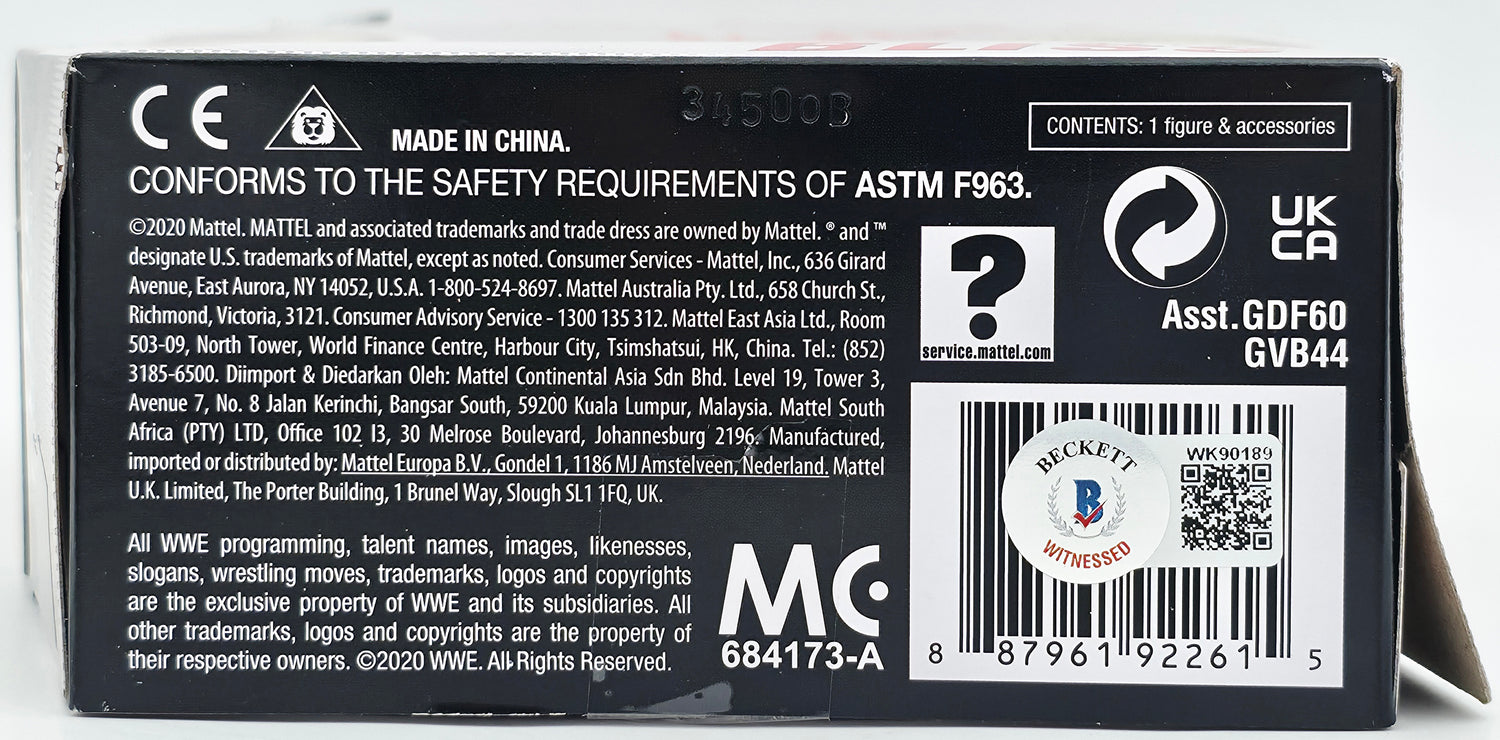 BLISS
CE
MADE IN CHINA.
34500B
CONTENTS: 1 figure & accessories
CONFORMS TO THE SAFETY REQUIREMENTS OF ASTM F963.
©2020 Mattel. MATTEL and associated trademarks and trade dress are owned by Mattel. ® and ™
designate U.S. trademarks of Mattel, except as noted. Consumer Services - Mattel, Inc., 636 Girard
Avenue, East Aurora, NY 14052, U.S.A. 1-800-524-8697. Mattel Australia Pty. Ltd., 658 Church St.,
Richmond, Victoria, 3121. Consumer Advisory Service - 1300 135 312. Mattel East Asia Ltd., Room
503-09, North Tower, World Finance Centre, Harbour City, Tsimshatsui, HK, China. Tel.: (852)
3185-6500. Diimport & Diedarkan Oleh: Mattel Continental Asia Sdn Bhd. Level 19, Tower 3,
Avenue 7, No. 8 Jalan Kerinchi, Bangsar South, 59200 Kuala Lumpur, Malaysia. Mattel South
Africa (PTY) LTD, Office 102 I3, 30 Melrose Boulevard, Johannesburg 2196. Manufactured,
imported or distributed by: Mattel Europa B.V., Gondel 1, 1186 MJ Amstelveen, Nederland. Mattel
U.K. Limited, The Porter Building, 1 Brunel Way, Slough SL1 1FQ, UK.
All WWE programming, talent names, images, likenesses,
slogans, wrestling moves, trademarks, logos and copyrights
are the exclusive property of WWE and its subsidiaries. All
other trademarks, logos and copyrights are the property of
their respective owners. ©2020 WWE. All Rights Reserved.
MC
684173-A
?
service.mattel.com
UK
CA
Asst.GDF60
GVB44
BECKETT
B
WITNESSED
WK90189
8 87961 92261 5